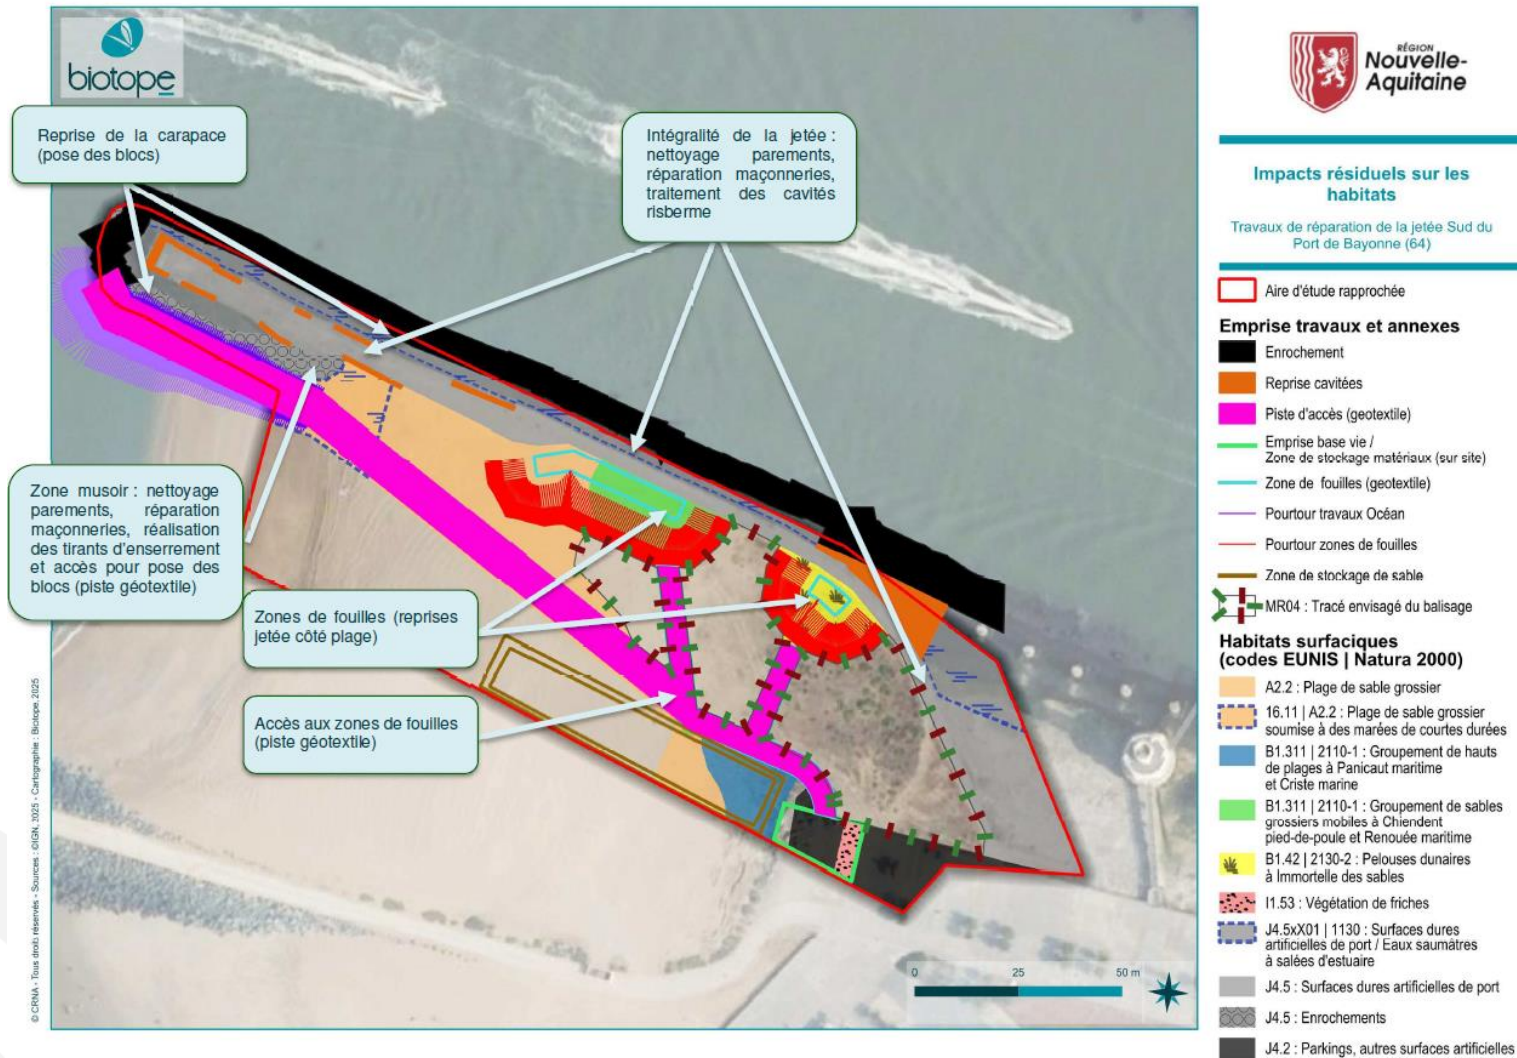 biotope
Reprise de la carapace
(pose des blocs)
Intégralité de la jetée :
nettoyage parements,
réparation maçonneries,
traitement des cavités
risberme
Zone musoir : nettoyage
parements, réparation
maçonneries, réalisation
des tirants d'enserrement
et accès pour pose des
blocs (piste géotextile)
Zones de fouilles (reprises
jetée côté plage)
Accès aux zones de fouilles
(piste géotextile)
0 25 50 m
© CRNA - Tous droits réservés - Sources : ©IGN, 2025 - Cartographie : Biotope, 2025
RÉGION
Nouvelle-
Aquitaine
Impacts résiduels sur les
habitats
Travaux de réparation de la jetée Sud du
Port de Bayonne (64)
Aire d'étude rapprochée
Emprise travaux et annexes
Enrochement
Reprise cavitées
Piste d'accès (geotextile)
Emprise base vie /
Zone de stockage matériaux (sur site)
Zone de fouilles (geotextile)
Pourtour travaux Océan
Pourtour zones de fouilles
Zone de stockage de sable
MR04 : Tracé envisagé du balisage
Habitats surfaciques
(codes EUNIS | Natura 2000)
A2.2 : Plage de sable grossier
16.11 | A2.2 : Plage de sable grossier
soumise à des marées de courtes durées
B1.311 | 2110-1 : Groupement de hauts
de plages à Panicaut maritime
et Criste marine
B1.311 | 2110-1 : Groupement de sables
grossiers mobiles à Chiendent
pied-de-poule et Renouée maritime
B1.42 | 2130-2 : Pelouses dunaires
à Immortelle des sables
I1.53 : Végétation de friches
J4.5xX01 | 1130 : Surfaces dures
artificielles de port / Eaux saumâtres
à salées d'estuaire
J4.5 : Surfaces dures artificielles de port
J4.5 : Enrochements
J4.2 : Parkings, autres surfaces artificielles